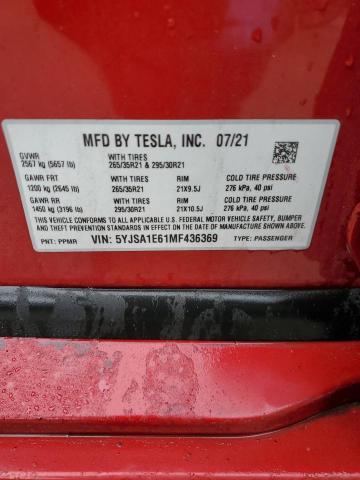 MFD BY TESLA, INC. 07/21
GVWR
2567 kg (5657 lb)
WITH TIRES
265/35R21 & 295/30R21
GAWR FRT
1200 kg (2645 lb)
WITH TIRES
265/35R21
RIM
21X9.5J
COLD TIRE PRESSURE
276 kPa, 40 psi
GAWR RR
1450 kg (3196 lb)
WITH TIRES
295/30R21
RIM
21X10.5J
COLD TIRE PRESSURE
276 kPa, 40 psi
THIS VEHICLE CONFORMS TO ALL APPLICABLE FEDERAL MOTOR VEHICLE SAFETY, BUMPER
AND THEFT PREVENTION STANDARDS IN EFFECT ON THE DATE OF MANUFACTURE SHOWN ABOVE.
PNT: PPMR VIN: 5YJSA1E61MF436369 TYPE: PASSENGER